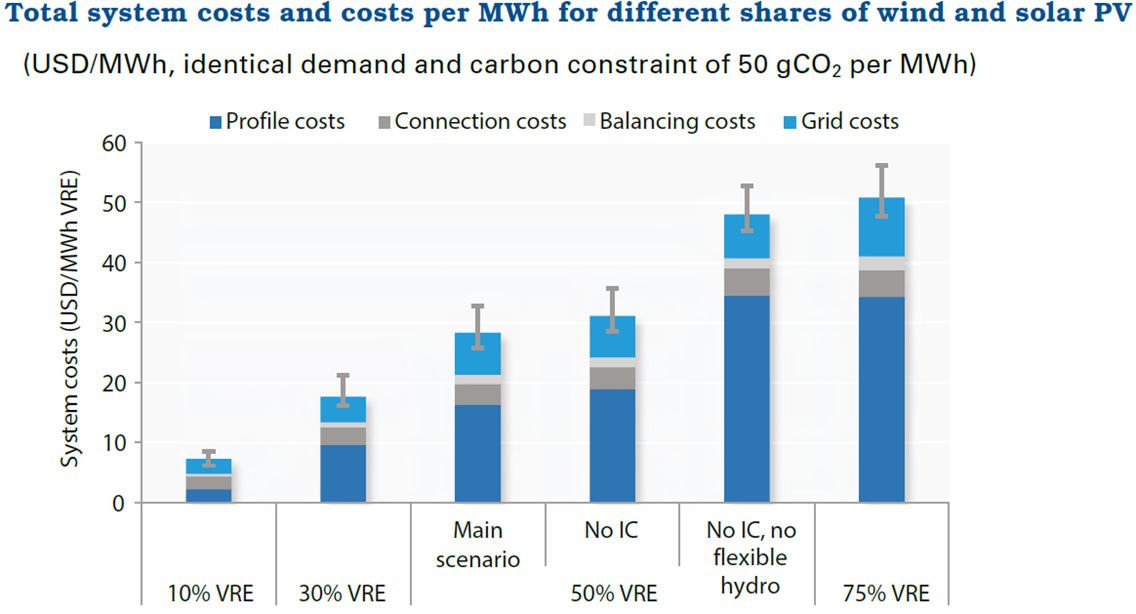 Total system costs and costs per MWh for different shares of wind and solar PV
(USD/MWh, identical demand and carbon constraint of 50 gCO₂ per MWh)
Profile costs Connection costs Balancing costs Grid costs
System costs (USD/MWh VRE)
60
50
40
30
20
10
0
Main scenario
No IC
No IC, no flexible hydro
10% VRE
30% VRE
50% VRE
75% VRE